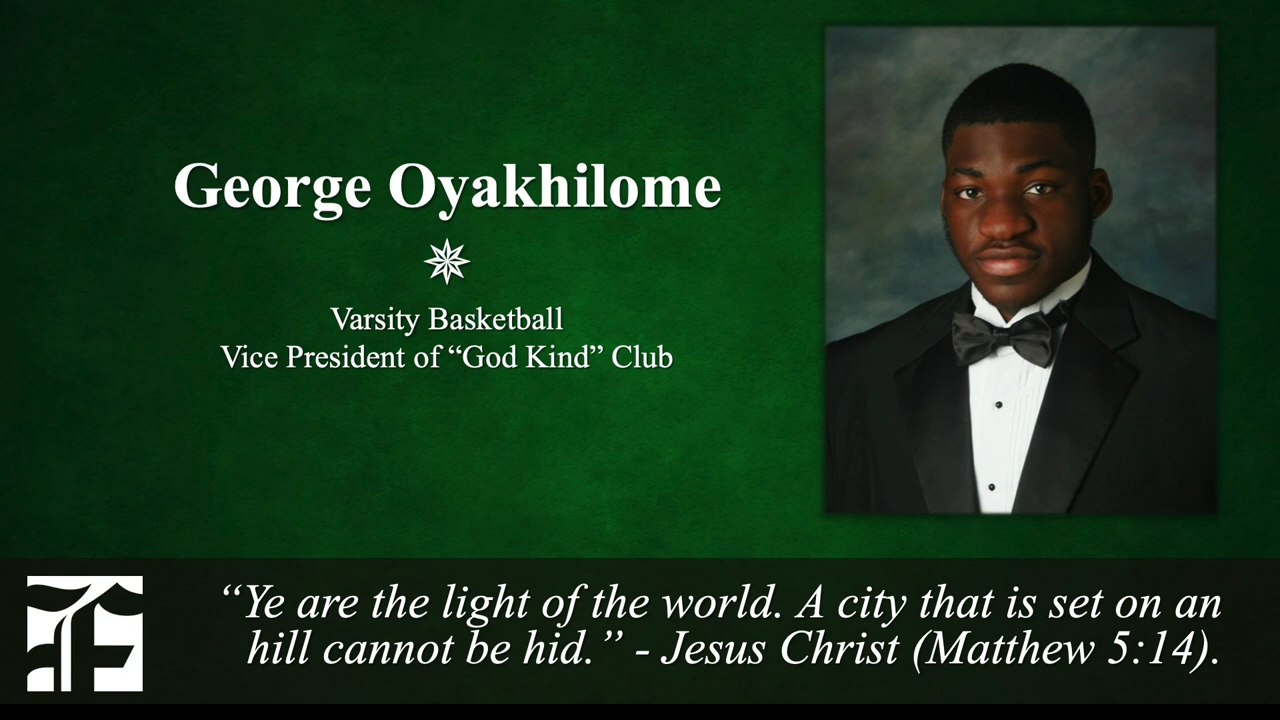 George Oyakhilome
Varsity Basketball
Vice President of “God Kind” Club
“Ye are the light of the world. A city that is set on an
hill cannot be hid.” - Jesus Christ (Matthew 5:14).